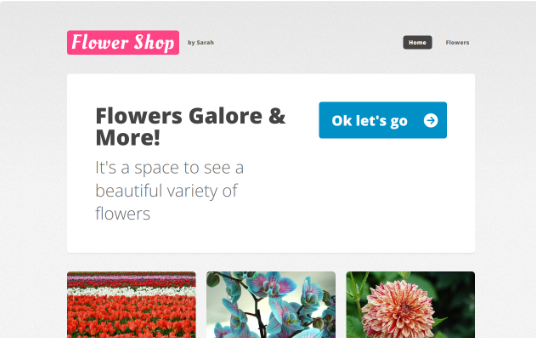 Flower Shop by Sarah Home Flowers
Flowers Galore &
More!
Ok let's go
It's a space to see a
beautiful variety of
flowers